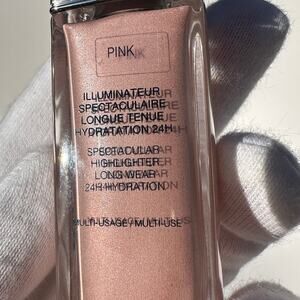 PINK
ILLUMINATEUR
SPECTACULAIRE
LONGUE TENUE
HYDRATATION 24H
SPECTACULAR
HIGHLIGHTER
LONG WEAR
24H HYDRATION
MULTI-USAGE / MULTI-USE